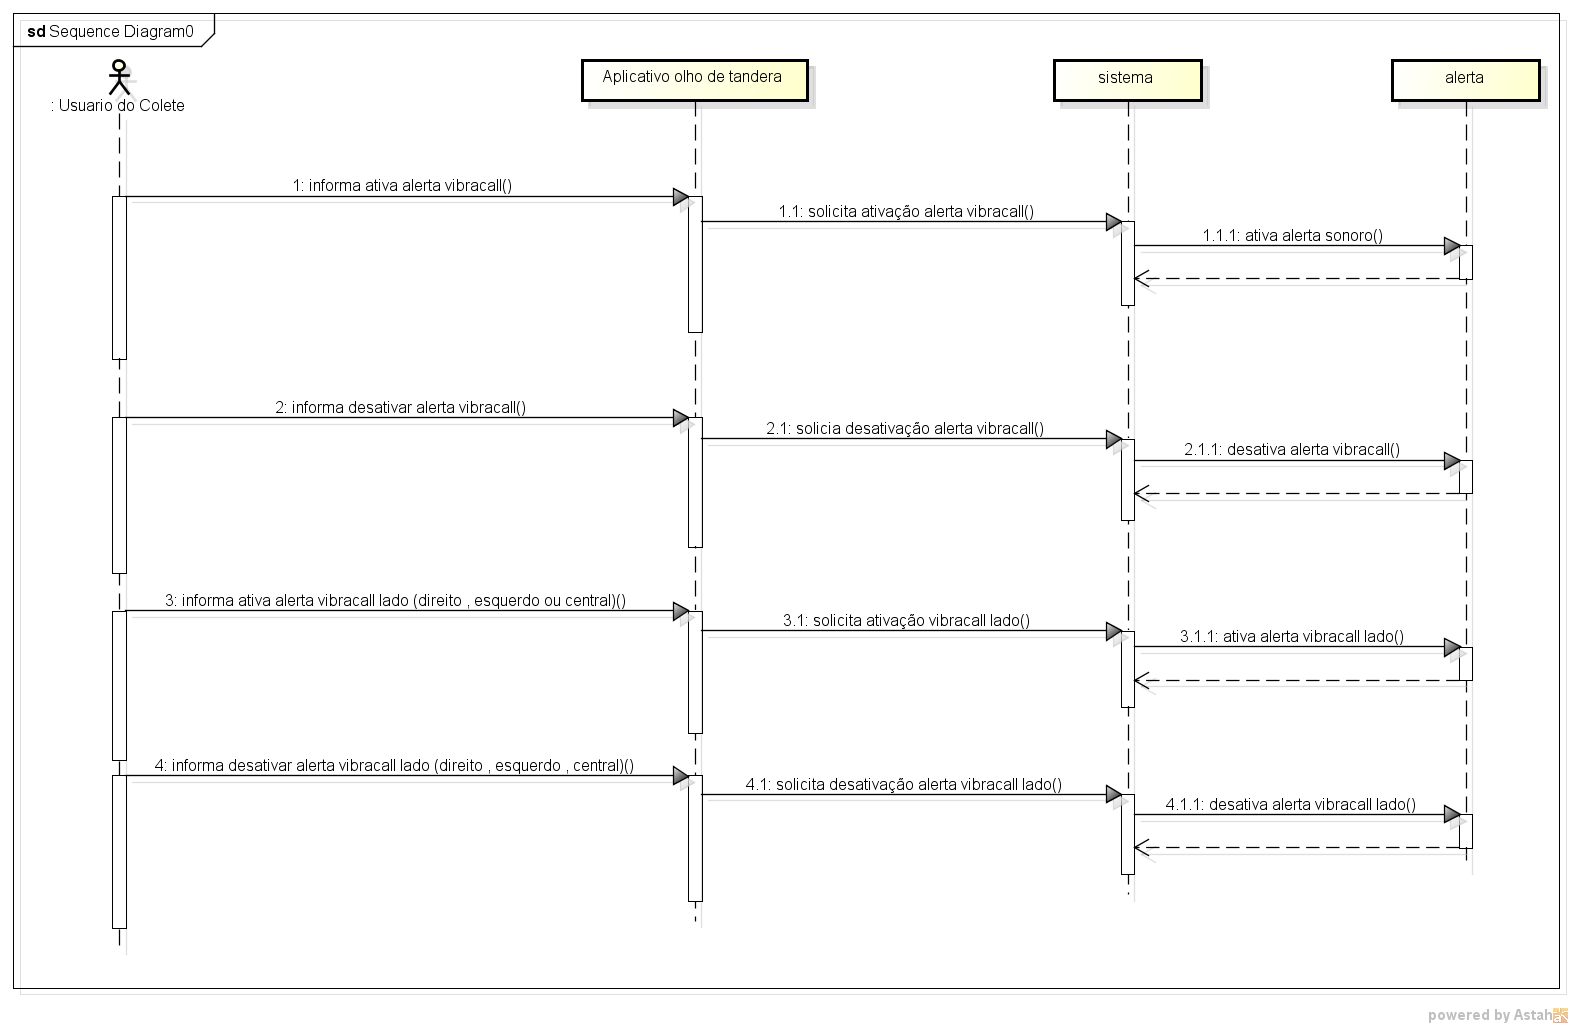 sd Sequence Diagram0
: Usuario do Colete
Aplicativo olho de tandera
sistema
alerta
1: informa ativa alerta vibracall()
1.1: solicita ativação alerta vibracall()
1.1.1: ativa alerta sonoro()
2: informa desativar alerta vibracall()
2.1: solicia desativação alerta vibracall()
2.1.1: desativa alerta vibracall()
3: informa ativa alerta vibracall lado (direito , esquerdo ou central)()
3.1: solicita ativação vibracall lado()
3.1.1: ativa alerta vibracall lado()
4: informa desativar alerta vibracall lado (direito , esquerdo , central)()
4.1: solicita desativação alerta vibracall lado()
4.1.1: desativa alerta vibracall lado()
powered by Astah